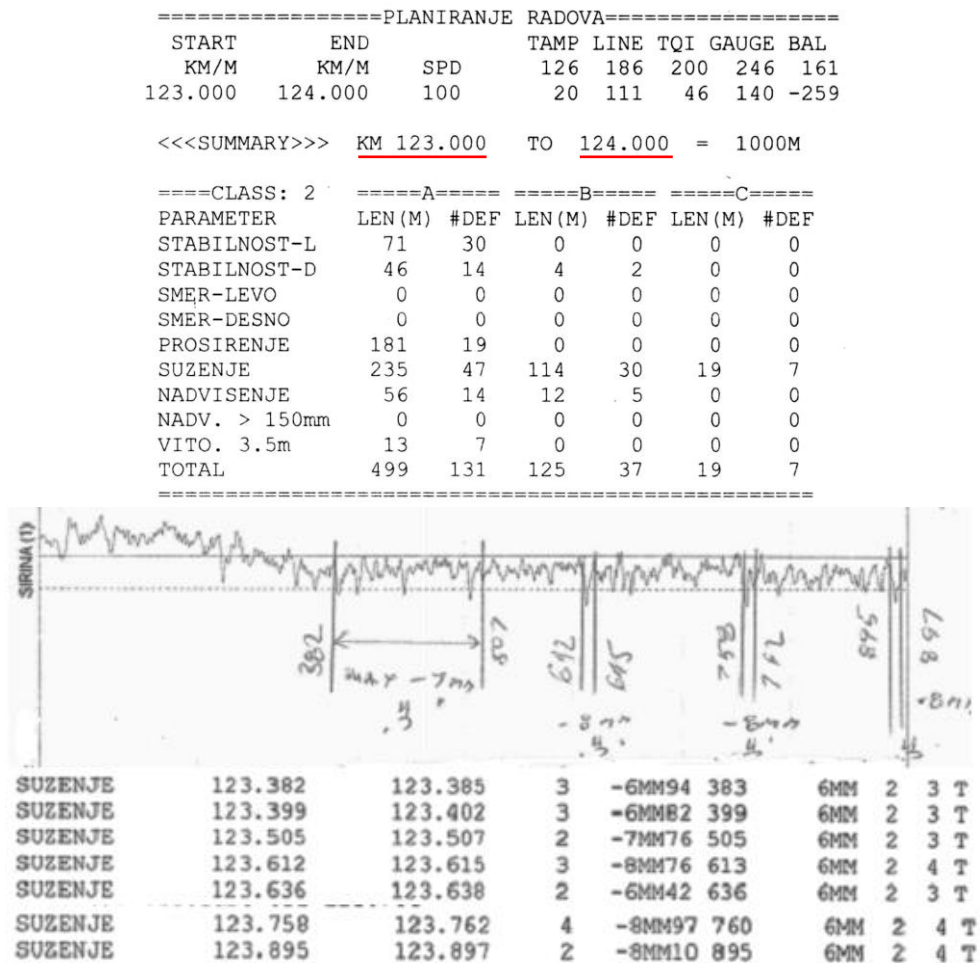 =================PLANIRANJE RADOVA==================
START END TAMP LINE TQI GAUGE BAL
KM/M KM/M SPD 126 186 200 246 161
123.000 124.000 100 20 111 46 140 -259
<<<SUMMARY>>> KM 123.000 TO 124.000 = 1000M
====CLASS: 2 =====A===== =====B===== =====C=====
PARAMETER LEN(M) #DEF LEN(M) #DEF LEN(M) #DEF
STABILNOST-L 71 30 0 0 0 0
STABILNOST-D 46 14 4 2 0 0
SMER-LEVO 0 0 0 0 0 0
SMER-DESNO 0 0 0 0 0 0
PROSIRENJE 181 19 0 0 0 0
SUZENJE 235 47 114 30 19 7
NADVISENJE 56 14 12 5 0 0
NADV. > 150mm 0 0 0 0 0 0
VITO. 3.5m 13 7 0 0 0 0
TOTAL 499 131 125 37 19 7
=================================================
SIRINA(1)
382 507 612 615 758 762 895 897
max -7mm -8mm -8mm -8mm
"4" "4" "4" 4
SUZENJE 123.382 123.385 3 -6MM94 383 6MM 2 3 T
SUZENJE 123.399 123.402 3 -6MM82 399 6MM 2 3 T
SUZENJE 123.505 123.507 2 -7MM76 505 6MM 2 3 T
SUZENJE 123.612 123.615 3 -8MM76 613 6MM 2 4 T
SUZENJE 123.636 123.638 2 -6MM42 636 6MM 2 3 T
SUZENJE 123.758 123.762 4 -8MM97 760 6MM 2 4 T
SUZENJE 123.895 123.897 2 -8MM10 895 6MM 2 4 T